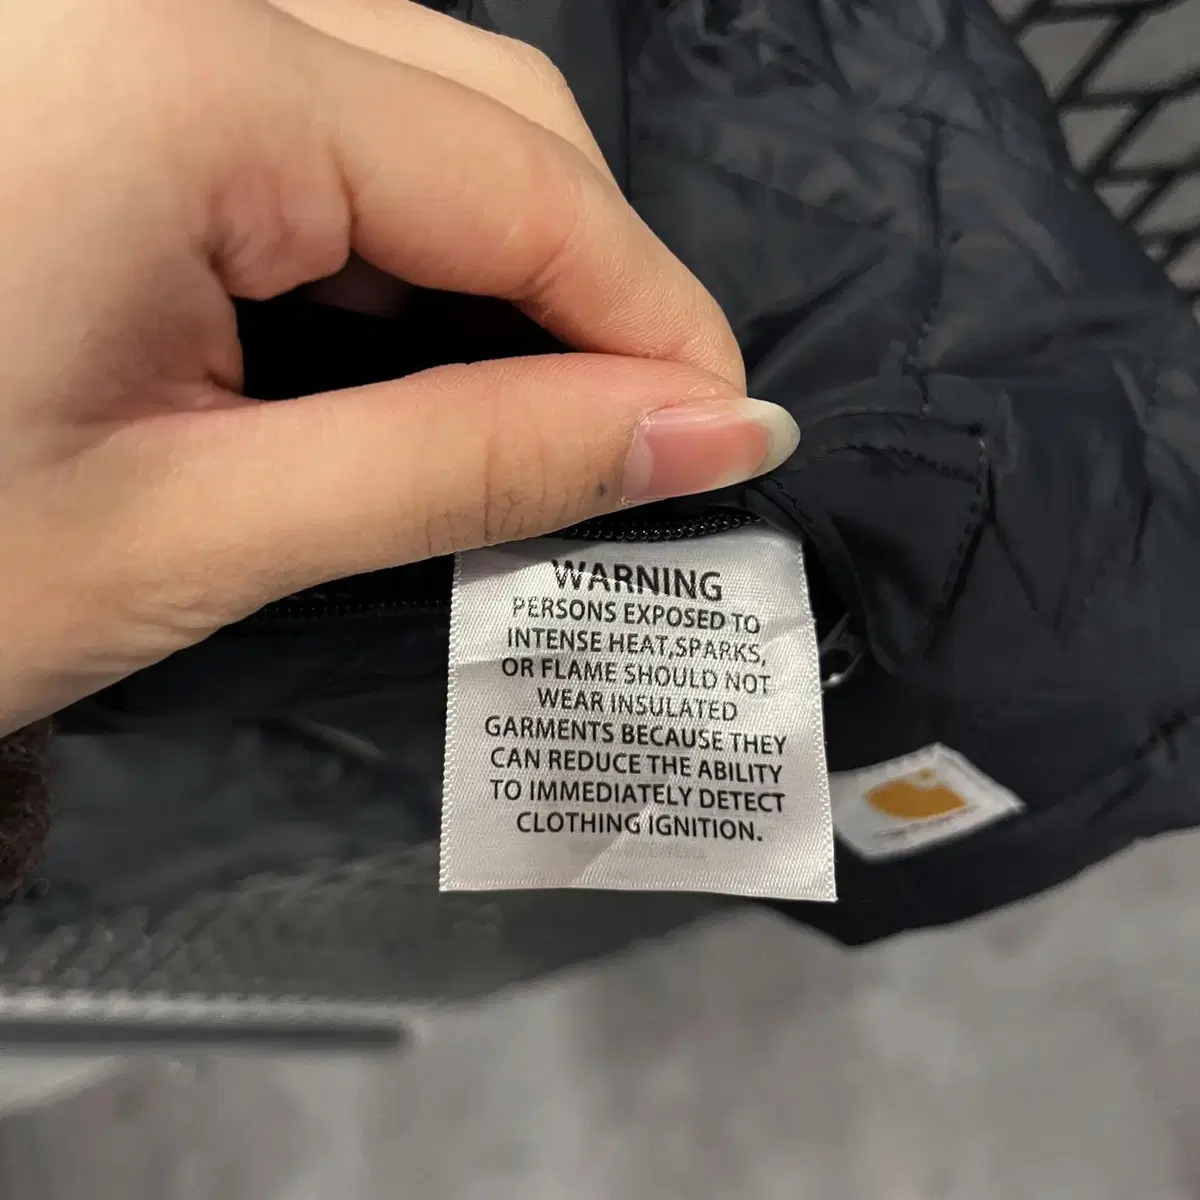 WARNING
PERSONS EXPOSED TO
INTENSE HEAT,SPARKS,
OR FLAME SHOULD NOT
WEAR INSULATED
GARMENTS BECAUSE THEY
CAN REDUCE THE ABILITY
TO IMMEDIATELY DETECT
CLOTHING IGNITION.